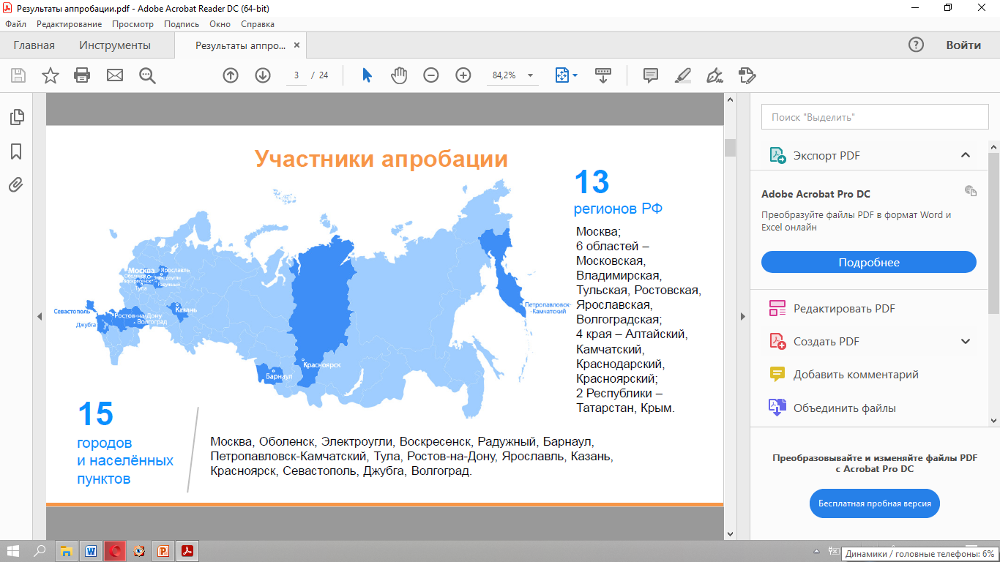 Результаты аппробации.pdf - Adobe Acrobat Reader DC (64-bit)
Файл Редактирование Просмотр Подпись Окно Справка
Главная Инструменты Результаты аппро... Войти
3 / 24 84,2%
Участники апробации
13
регионов РФ
Москва;
6 областей –
Московская,
Владимирская,
Тульская, Ростовская,
Ярославская,
Волгоградская;
4 края – Алтайский,
Камчатский,
Краснодарский,
Красноярский;
2 Республики –
Татарстан, Крым.
Москва Ярославль
Оболенск Электроугли
Воскресенск Радужный
Тула
Севастополь
Ростов-на-Дону
Джубга
Волгоград
Казань
Петропавловск-
-Камчатский
Красноярск
Барнаул
15
городов
и населённых
пунктов
Москва, Оболенск, Электроугли, Воскресенск, Радужный, Барнаул,
Петропавловск-Камчатский, Тула, Ростов-на-Дону, Ярославль, Казань,
Красноярск, Севастополь, Джубга, Волгоград.
Поиск "Выделить"
Экспорт PDF
Adobe Acrobat Pro DC
Преобразуйте файлы PDF в формат Word и
Excel онлайн
Подробнее
Редактировать PDF
Создать PDF
Добавить комментарий
Объединить файлы
Преобразовывайте и изменяйте файлы PDF
с Acrobat Pro DC
Бесплатная пробная версия
Динамики / головные телефоны: 6%